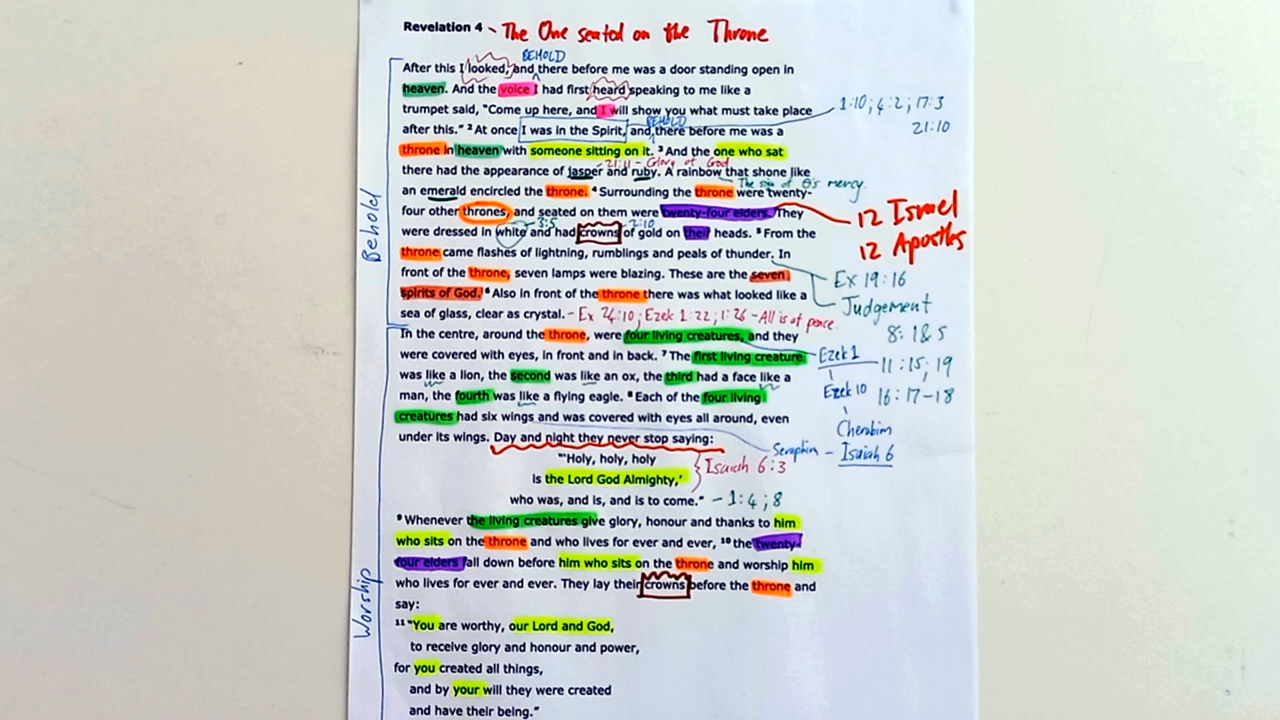 Revelation 4 - The One seated on the Throne
BEHOLD
After this I looked, and there before me was a door standing open in
heaven. And the voice I had first heard speaking to me like a
trumpet said, "Come up here, and I will show you what must take place
1:10; 4:2; 17:3
21:10
BEHOLD
after this." ² At once I was in the Spirit, and there before me was a
throne in heaven with someone sitting on it. ³ And the one who sat
21:11 - Glory of God
there had the appearance of jasper and ruby. A rainbow that shone like
The sign of G's mercy.
an emerald encircled the throne. ⁴ Surrounding the throne were twenty-
four other thrones, and seated on them were twenty-four elders. They
12 Israel
12 Apostles
3:5
2:10
were dressed in white and had crowns of gold on their heads. ⁵ From the
throne came flashes of lightning, rumblings and peals of thunder. In
front of the throne, seven lamps were blazing. These are the seven
Ex 19:16
Judgement
8: 1&5
11:15; 19
16:17-18
spirits of God. ⁶ Also in front of the throne there was what looked like a
sea of glass, clear as crystal. - Ex 24:10; Ezek 1:22; 1:26 - All is at peace.
Behold
In the centre, around the throne, were four living creatures, and they
were covered with eyes, in front and in back. ⁷ The first living creature
Ezek 1
was like a lion, the second was like an ox, the third had a face like a
Ezek 10
man, the fourth was like a flying eagle. ⁸ Each of the four living
creatures had six wings and was covered with eyes all around, even
Cherubim
under its wings. Day and night they never stop saying:
Seraphim - Isaiah 6
"'Holy, holy, holy
Isaiah 6:3
is the Lord God Almighty,'
who was, and is, and is to come." - 1:4; 8
⁹ Whenever the living creatures give glory, honour and thanks to him
who sits on the throne and who lives for ever and ever, ¹⁰ the twenty-
four elders fall down before him who sits on the throne and worship him
who lives for ever and ever. They lay their crowns before the throne and
say:
Worship
¹¹ "You are worthy, our Lord and God,
to receive glory and honour and power,
for you created all things,
and by your will they were created
and have their being."